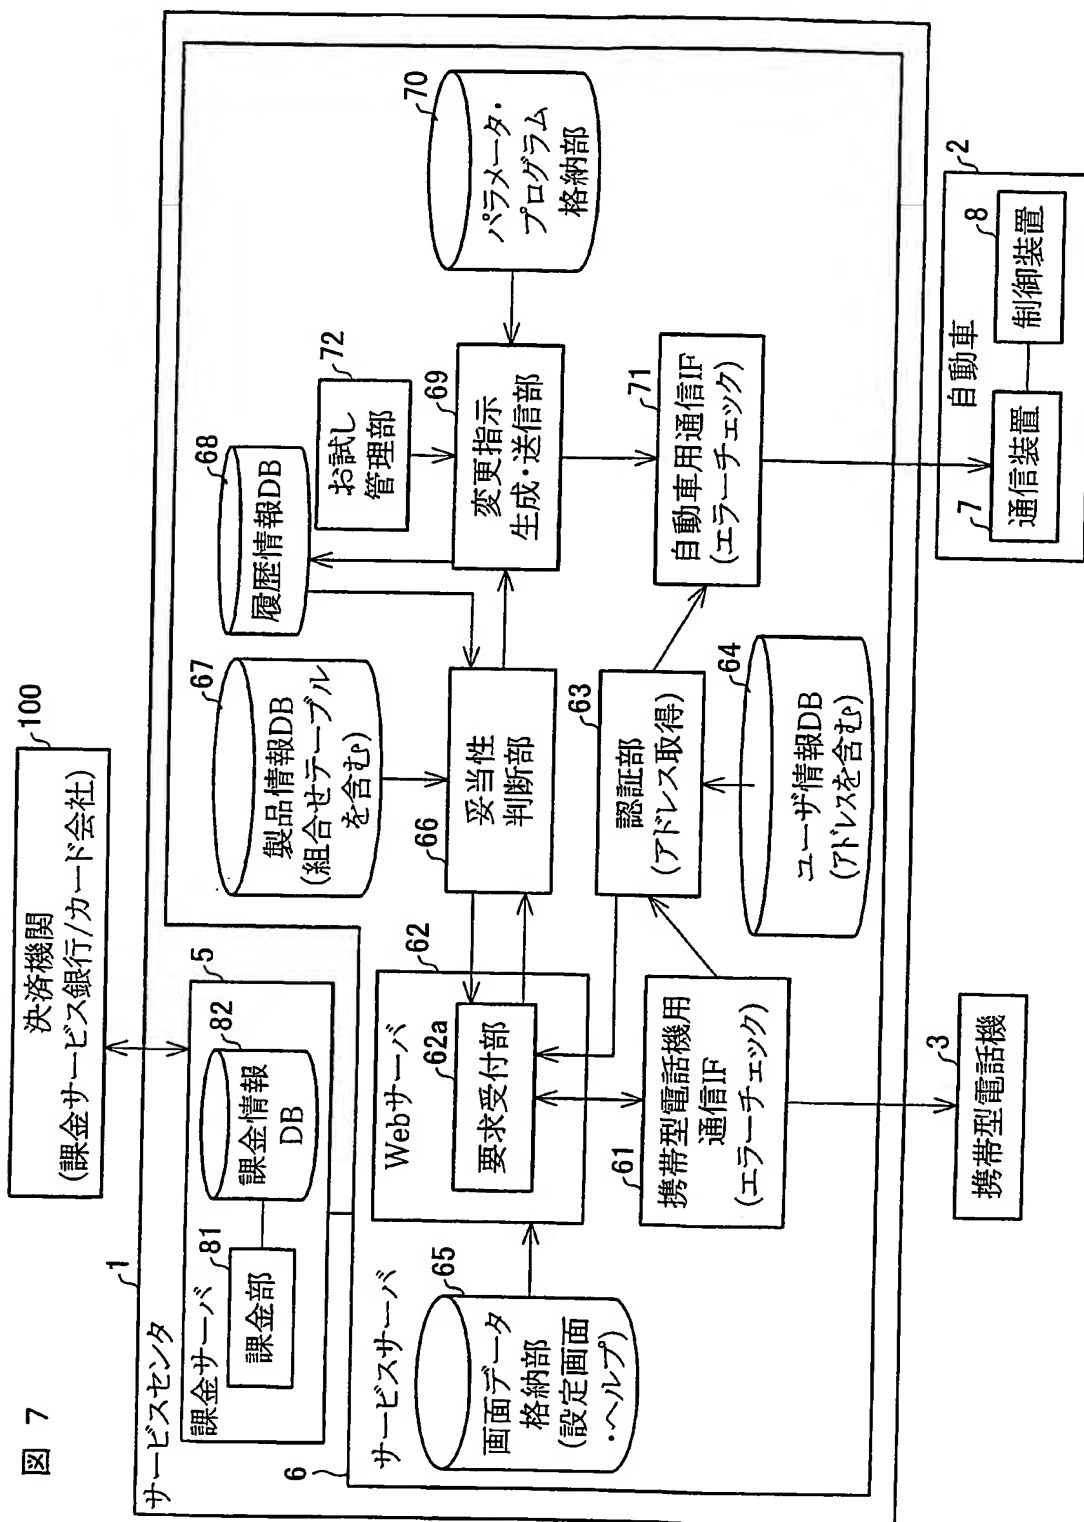 図 7
決済機関
(課金サービス銀行/カード会社)
100
1
サービスセンタ
課金サーバ
5
81
課金部
82
課金情報
DB
6
サービスサーバ
65
画面データ
格納部
(設定画面
・ヘルプ)
Webサーバ
62
62a
要求受付部
61
携帯型電話機用
通信IF
(エラーチェック)
67
製品情報DB
(組合せテーブル
を含む)
68
履歴情報DB
66
妥当性
判断部
63
認証部
(アドレス取得)
64
ユーザ情報DB
(アドレスを含む)
72
お試し
管理部
69
変更指示
生成・送信部
70
パラメータ・
プログラム
格納部
71
自動車用通信IF
(エラーチェック)
3
携帯型電話機
2
自動車
7
通信装置
8
制御装置